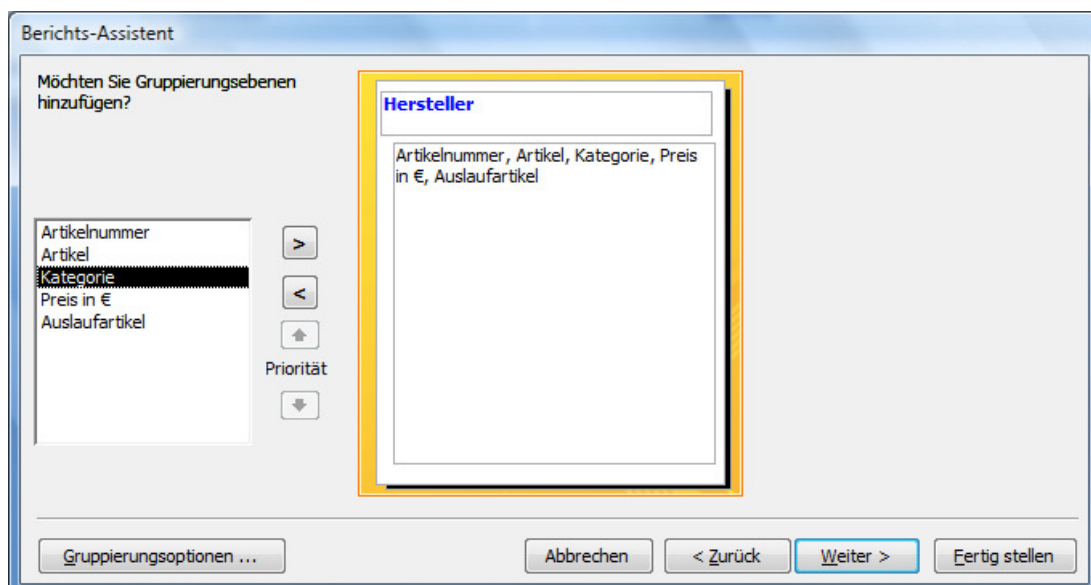 Berichts-Assistent
Möchten Sie Gruppierungsebenen
hinzufügen?
Artikelnummer
Artikel
Kategorie
Preis in €
Auslaufartikel
>
<
Priorität
Hersteller
Artikelnummer, Artikel, Kategorie, Preis
in €, Auslaufartikel
Gruppierungsoptionen ...
Abbrechen
< Zurück
Weiter >
Fertig stellen